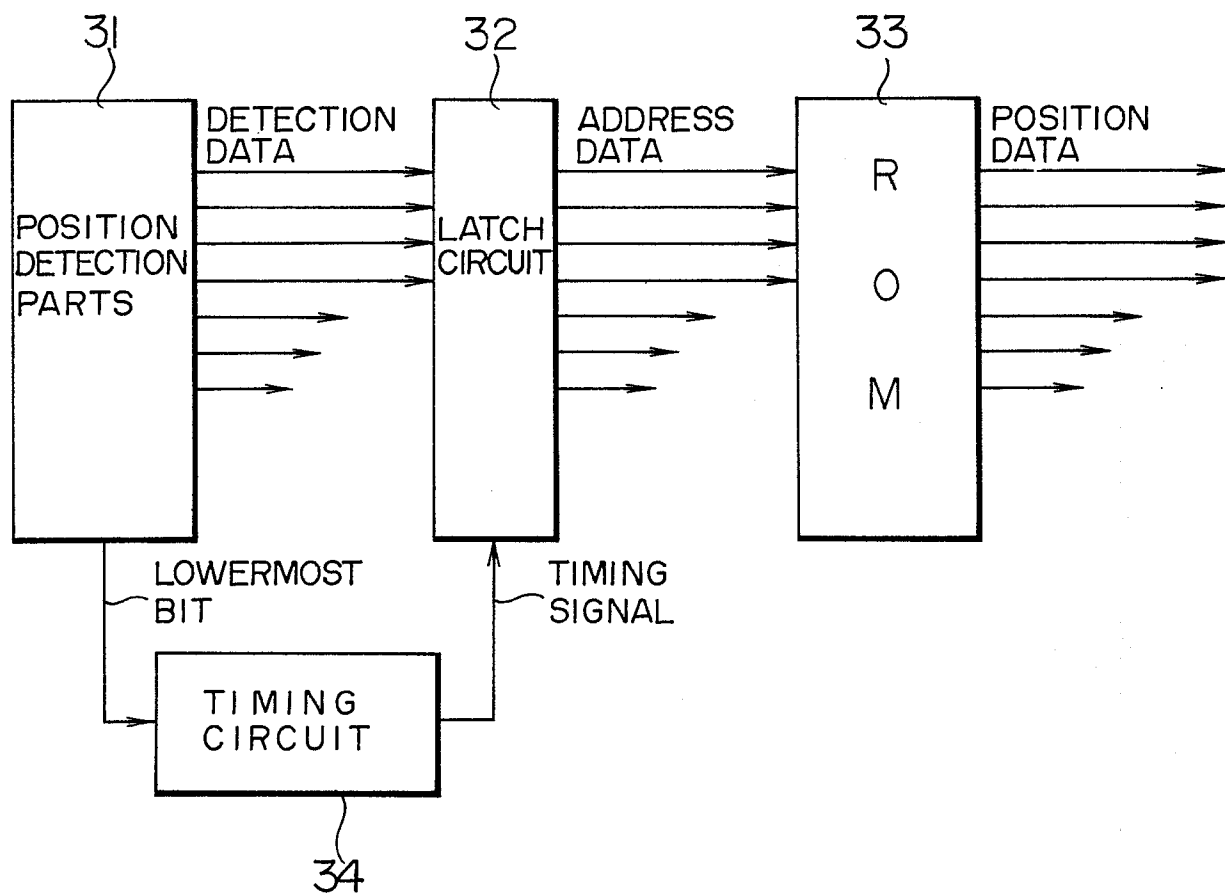 31
32
33
POSITION
DETECTION
PARTS
DETECTION
DATA
LATCH
CIRCUIT
ADDRESS
DATA
R
O
M
POSITION
DATA
LOWERMOST
BIT
TIMING
SIGNAL
TIMING
CIRCUIT
34